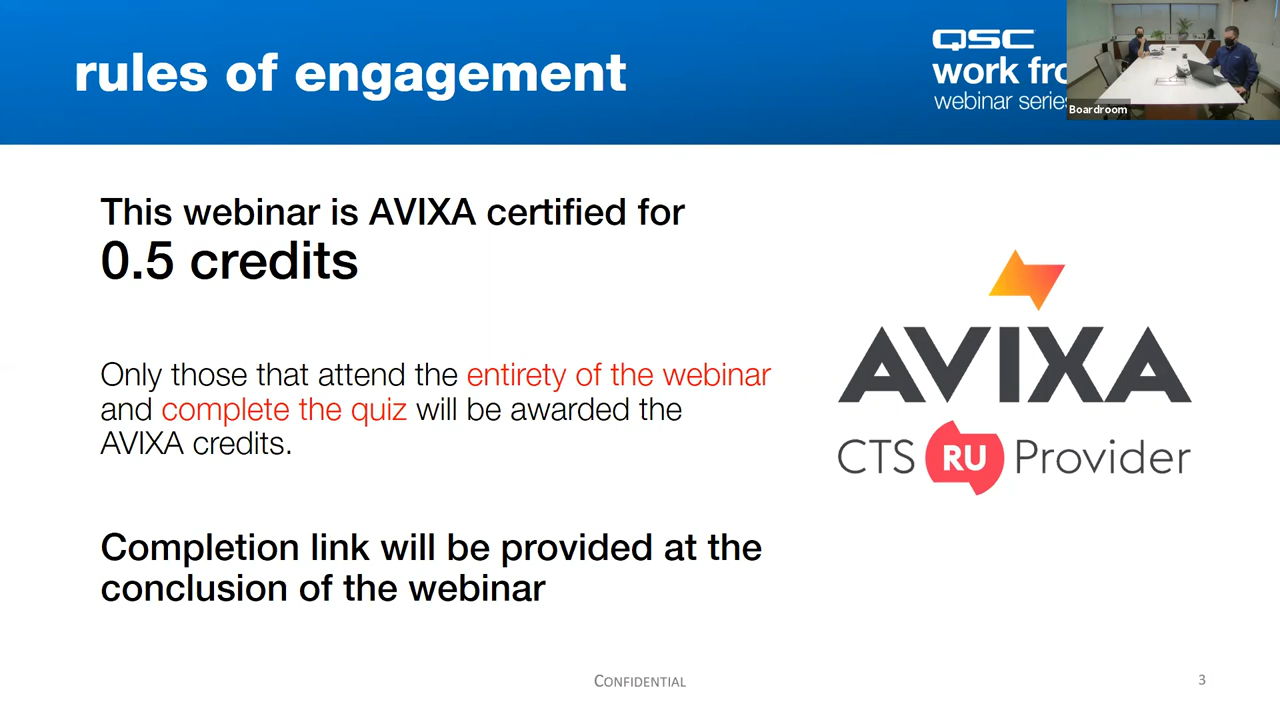 rules of engagement
QSC
work fro
webinar series
Boardroom
This webinar is AVIXA certified for
0.5 credits
Only those that attend the entirety of the webinar
and complete the quiz will be awarded the
AVIXA credits.
AVIXA
CTS RU Provider
Completion link will be provided at the
conclusion of the webinar
CONFIDENTIAL
3